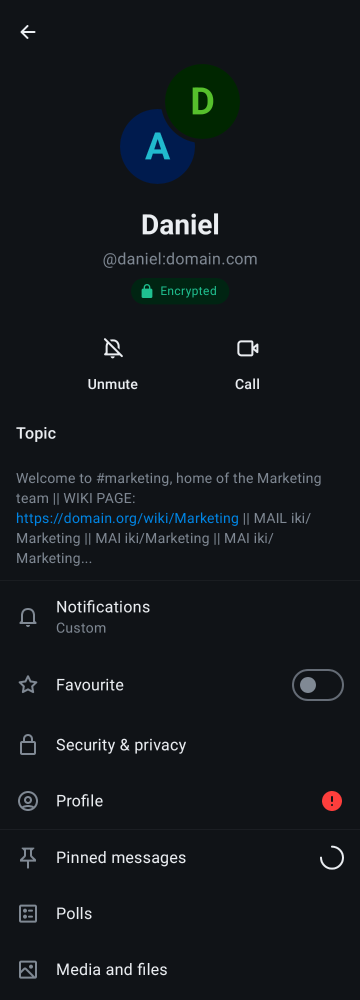 D
A
Daniel
@daniel:domain.com
Encrypted
Unmute
Call
Topic
Welcome to #marketing, home of the Marketing
team || WIKI PAGE:
https://domain.org/wiki/Marketing || MAIL iki/
Marketing || MAI iki/Marketing || MAI iki/
Marketing...
Notifications
Custom
Favourite
Security & privacy
Profile
Pinned messages
Polls
Media and files